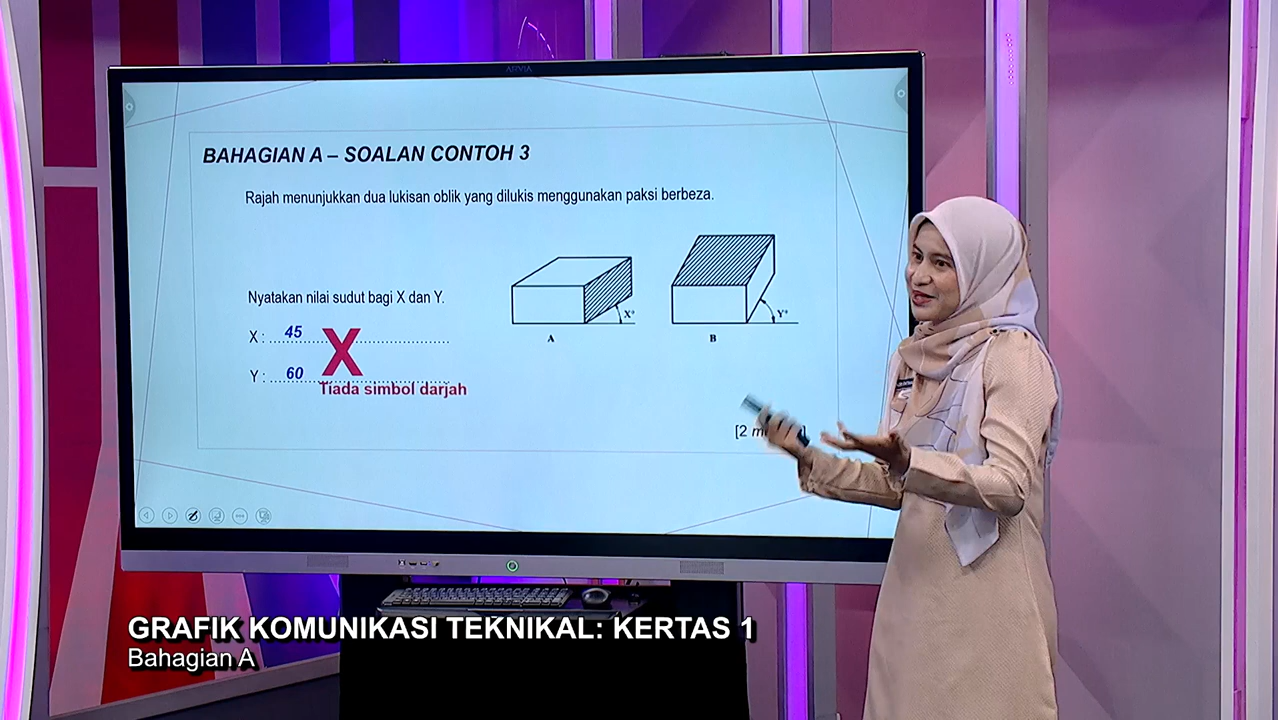 ARVIA
BAHAGIAN A – SOALAN CONTOH 3
Rajah menunjukkan dua lukisan oblik yang dilukis menggunakan paksi berbeza.
Nyatakan nilai sudut bagi X dan Y.
X : 45
X
Y : 60
Tiada simbol darjah
X°
Y°
A
B
[2
GRAFIK KOMUNIKASI TEKNIKAL: KERTAS 1
Bahagian A